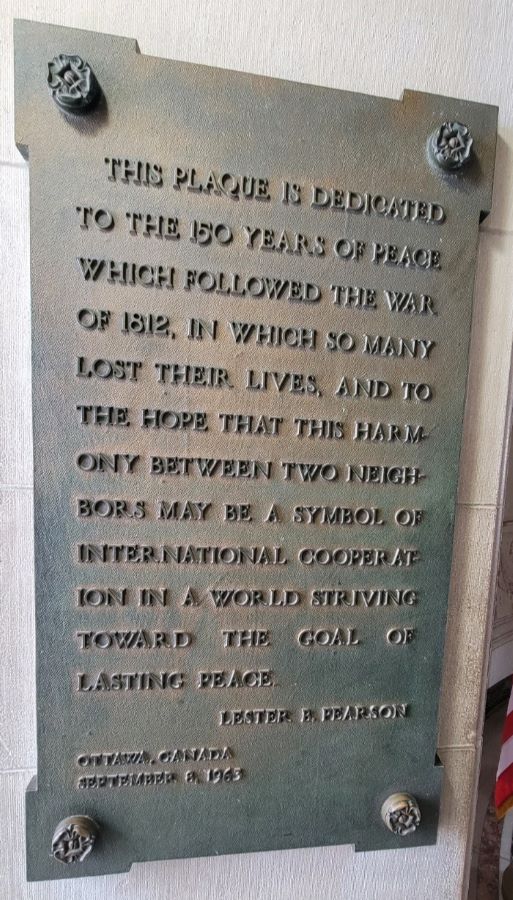 THIS PLAQUE IS DEDICATED
TO THE 150 YEARS OF PEACE
WHICH FOLLOWED THE WAR
OF 1812, IN WHICH SO MANY
LOST THEIR LIVES, AND TO
THE HOPE THAT THIS HARM-
ONY BETWEEN TWO NEIGH-
BORS MAY BE A SYMBOL OF
INTERNATIONAL COOPERAT-
ION IN A WORLD STRIVING
TOWARD THE GOAL OF
LASTING PEACE.
LESTER B. PEARSON
OTTAWA, CANADA
SEPTEMBER 8, 1963